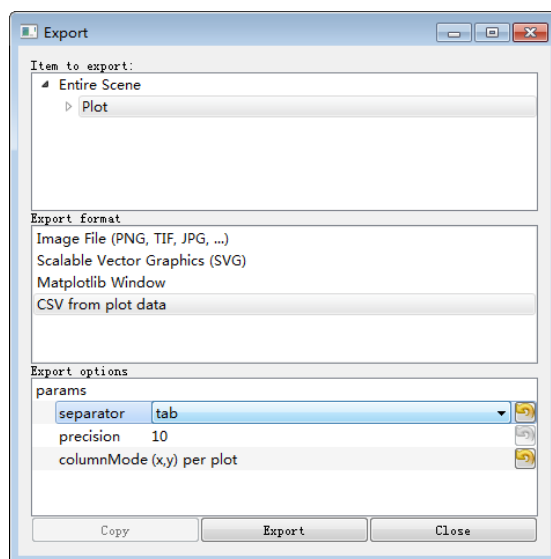 Export
Item to export:
Entire Scene
Plot
Export format
Image File (PNG, TIF, JPG, ...)
Scalable Vector Graphics (SVG)
Matplotlib Window
CSV from plot data
Export options
params
separator tab
precision 10
columnMode (x,y) per plot
Copy Export Close